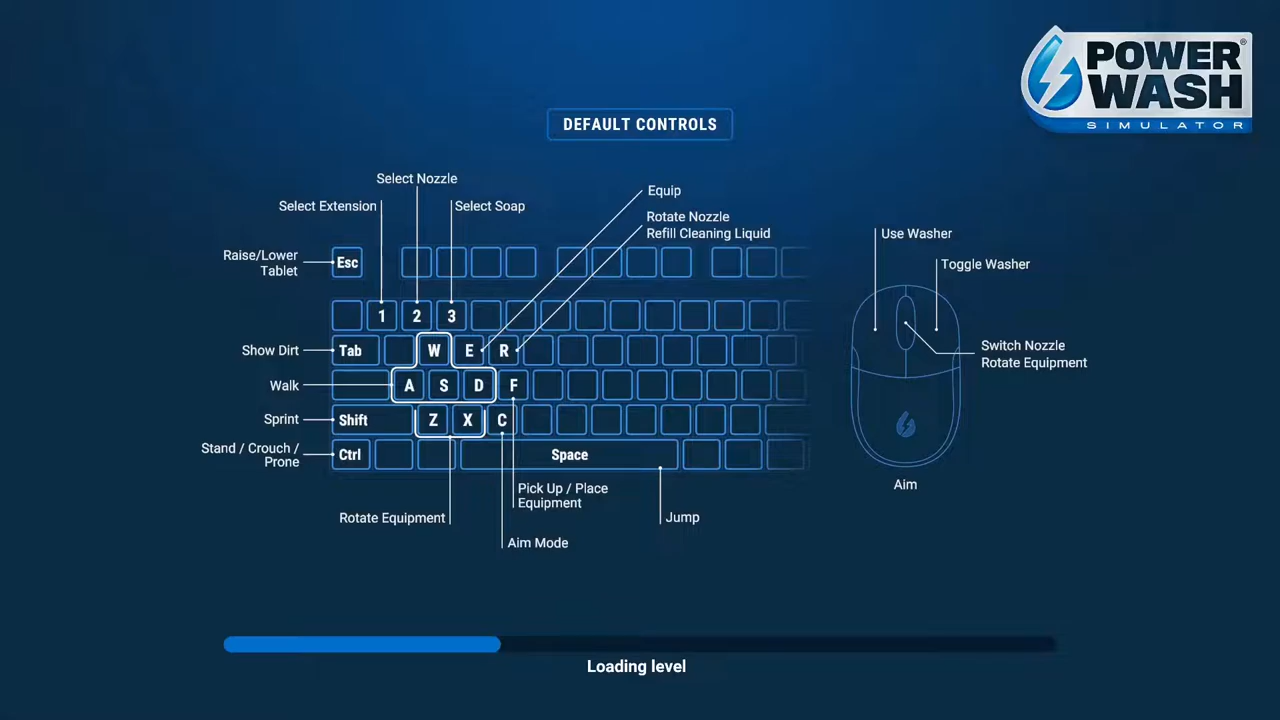 POWER®
WASH
SIMULATOR
DEFAULT CONTROLS
Select Nozzle
Select Extension
Select Soap
Equip
Rotate Nozzle
Refill Cleaning Liquid
Raise/Lower
Tablet
Esc
1 2 3
Show Dirt
Tab W E R
Walk
A S D F
Sprint
Shift Z X C
Stand / Crouch /
Prone
Ctrl Space
Pick Up / Place
Equipment
Rotate Equipment
Jump
Aim Mode
Use Washer
Toggle Washer
Switch Nozzle
Rotate Equipment
Aim
Loading level